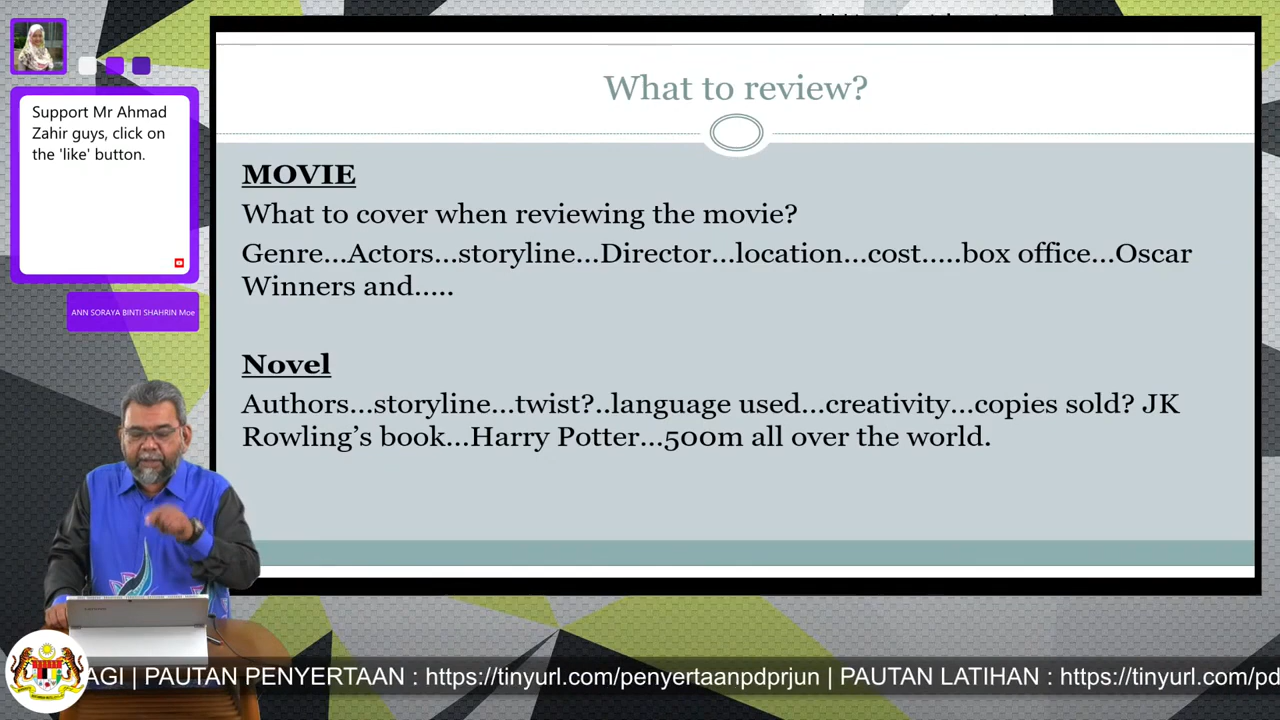 Support Mr Ahmad
Zahir guys, click on
the 'like' button.
ANN SORAYA BINTI SHAHRIN Moe
What to review?
MOVIE
What to cover when reviewing the movie?
Genre...Actors...storyline...Director...location...cost.....box office...Oscar
Winners and.....
Novel
Authors...storyline...twist?..language used...creativity...copies sold? JK
Rowling's book...Harry Potter...500m all over the world.
AGI | PAUTAN PENYERTAAN : https://tinyurl.com/penyertaanpdprjun | PAUTAN LATIHAN : https://tinyurl.com/pd